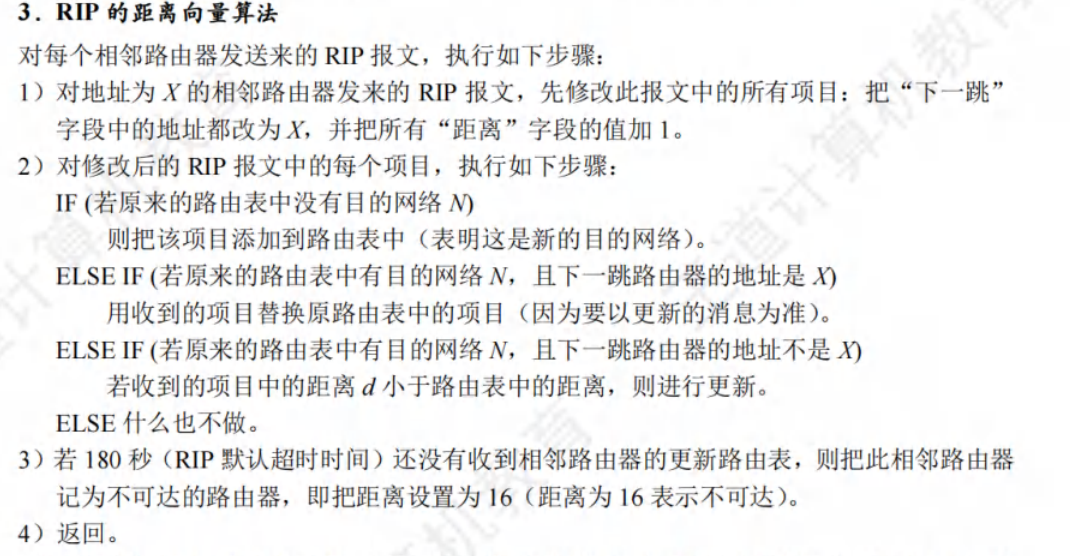 3．RIP 的距离向量算法
对每个相邻路由器发送来的 RIP 报文，执行如下步骤：
1）对地址为 X 的相邻路由器发来的 RIP 报文，先修改此报文中的所有项目：把“下一跳”
字段中的地址都改为 X，并把所有“距离”字段的值加 1。
2）对修改后的 RIP 报文中的每个项目，执行如下步骤：
IF (若原来的路由表中没有目的网络 N)
则把该项目添加到路由表中（表明这是新的目的网络）。
ELSE IF (若原来的路由表中有目的网络 N，且下一跳路由器的地址是 X)
用收到的项目替换原路由表中的项目（因为要以更新的消息为准）。
ELSE IF (若原来的路由表中有目的网络 N，且下一跳路由器的地址不是 X)
若收到的项目中的距离 d 小于路由表中的距离，则进行更新。
ELSE 什么也不做。
3）若 180 秒（RIP 默认超时时间）还没有收到相邻路由器的更新路由表，则把此相邻路由器
记为不可达的路由器，即把距离设置为 16（距离为 16 表示不可达）。
4）返回。